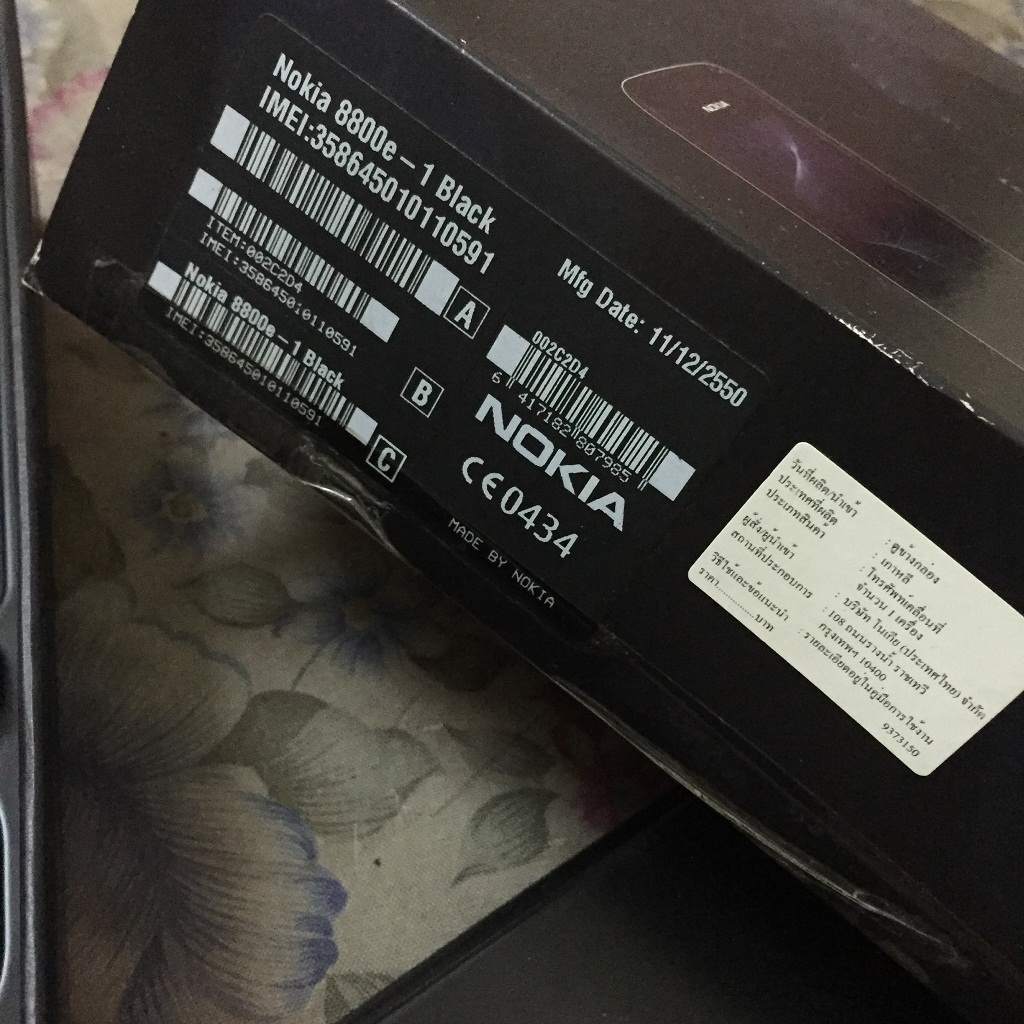 NOKIA
Nokia 8800e–1 Black
IMEI:358645010110591
Mfg Date: 11/12/2550
A
ITEM:002C2D4
IMEI:358645010110591
B
Nokia 8800e–1 Black
IMEI:358645010110591
C
002C2D4
6 417182 807985
NOKIA
CE0434
MADE BY NOKIA
วันที่ผลิต/นำเข้า : ดูข้างกล่อง
ประเทศที่ผลิต : เกาหลี
ประเภทสินค้า : โทรศัพท์เคลื่อนที่
จำนวน 1 เครื่อง
ผู้สั่ง/ผู้นำเข้า : บริษัท โนเกีย (ประเทศไทย) จำกัด
สถานที่ประกอบการ : 108 ถนนรางน้ำ ราชเทวี
กรุงเทพฯ 10400
วิธีใช้และข้อแนะนำ : รายละเอียดอยู่ในคู่มือการใช้งาน
ราคา...............บาท
9373150